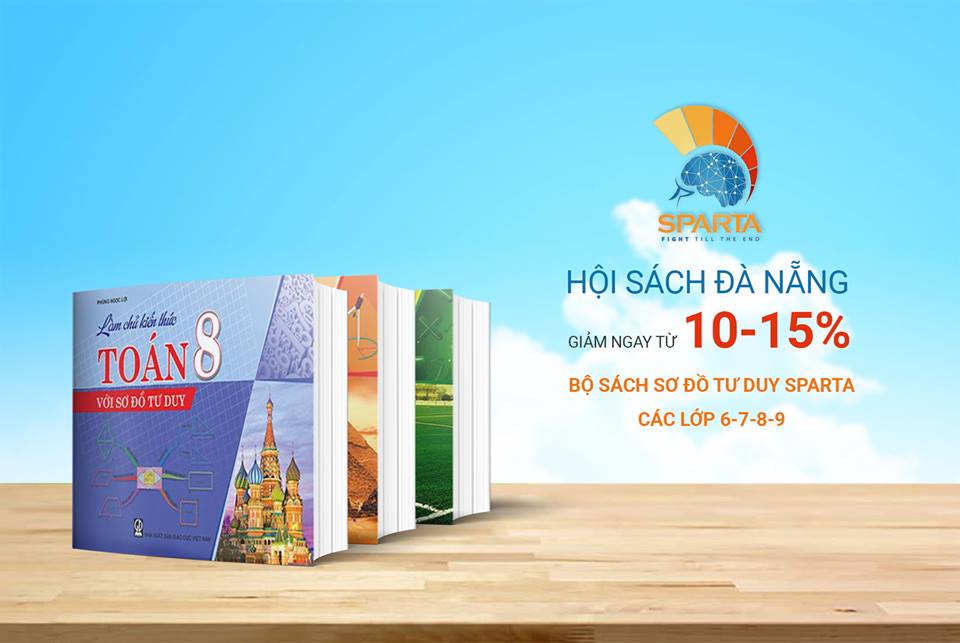 PHÙNG NGỌC LỢI
Làm chủ kiến thức
TOÁN 8
VỚI SƠ ĐỒ TƯ DUY
NHÀ XUẤT BẢN GIÁO DỤC VIỆT NAM
SPARTA
FIGHT TILL THE END
HỘI SÁCH ĐÀ NẴNG
GIẢM NGAY TỪ 10-15%
BỘ SÁCH SƠ ĐỒ TƯ DUY SPARTA
CÁC LỚP 6-7-8-9